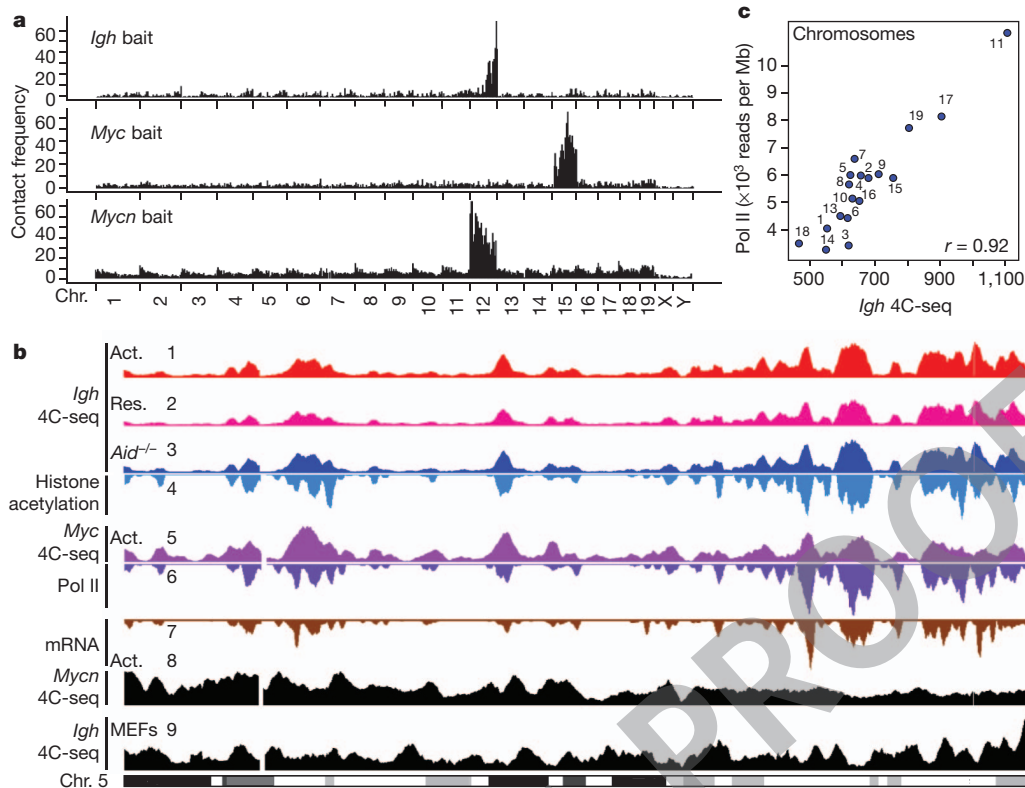 a
Contact frequency
60
40
20
0
Igh bait
60
40
20
0
Myc bait
60
40
20
0
Mycn bait
Chr.
1 2 3 4 5 6 7 8 9 10 11 12 13 14 15 16 17 18 19 X Y
c
Chromosomes
Pol II (×10³ reads per Mb)
10
9
8
7
6
5
4
11
17
19
7
5
2
9
8
4
15
10
16
13
6
1
3
18
14
r = 0.92
500 700 900 1,100
Igh 4C-seq
b
Igh
4C-seq
Act. 1
Res. 2
Aid–/– 3
Histone
acetylation
4
Myc
4C-seq
Act. 5
Pol II
6
mRNA
7
Act. 8
Mycn
4C-seq
Igh
4C-seq
MEFs 9
Chr. 5
PROOF